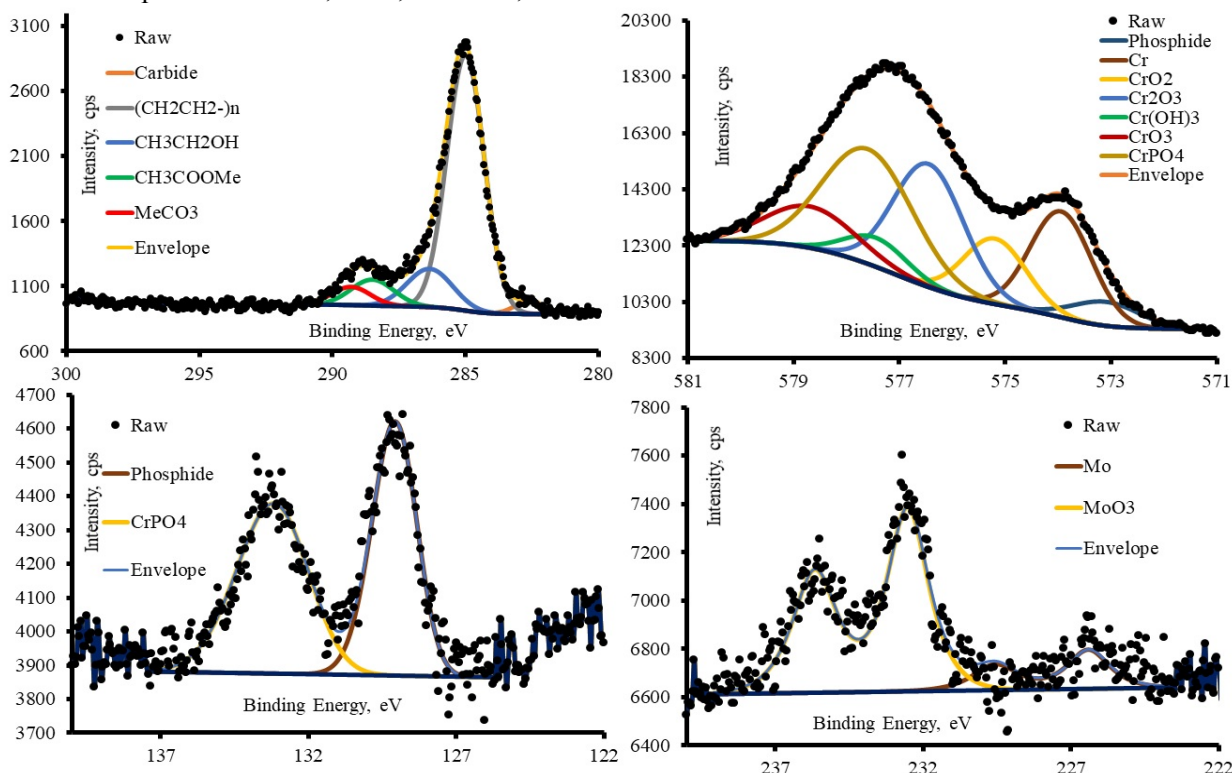 3100
2600
2100
1600
1100
600
Intensity, cps
Raw
Carbide
(CH2CH2-)n
CH3CH2OH
CH3COOMe
MeCO3
Envelope
Binding Energy, eV
300 295 290 285 280
20300
18300
16300
14300
12300
10300
8300
Intensity, cps
Raw
Phosphide
Cr
CrO2
Cr2O3
Cr(OH)3
CrO3
CrPO4
Envelope
Binding Energy, eV
581 579 577 575 573 571
4700
4600
4500
4400
4300
4200
4100
4000
3900
3800
3700
Intensity, cps
Raw
Phosphide
CrPO4
Envelope
Binding Energy, eV
137 132 127 122
7800
7600
7400
7200
7000
6800
6600
6400
Intensity, cps
Raw
Mo
MoO3
Envelope
Binding Energy, eV
237 232 227 222